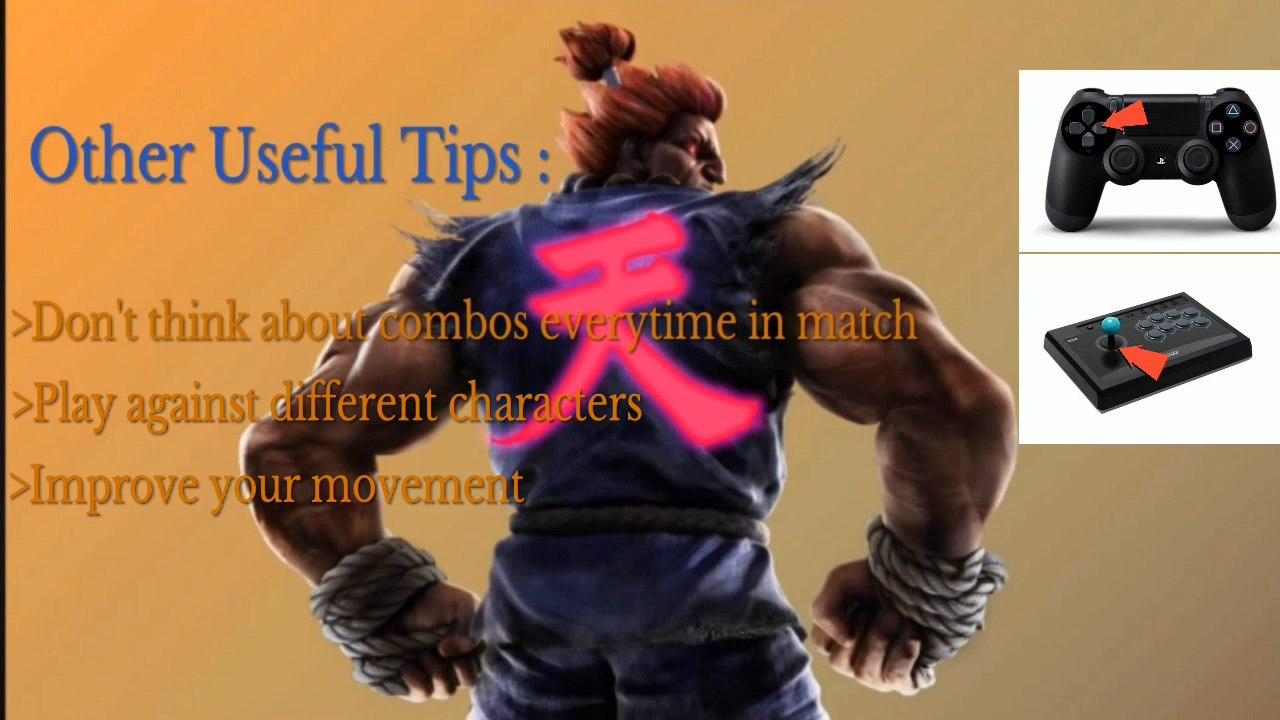 Other Useful Tips :
天
>Don't think about combos everytime in match
>Play against different characters
>Improve your movement